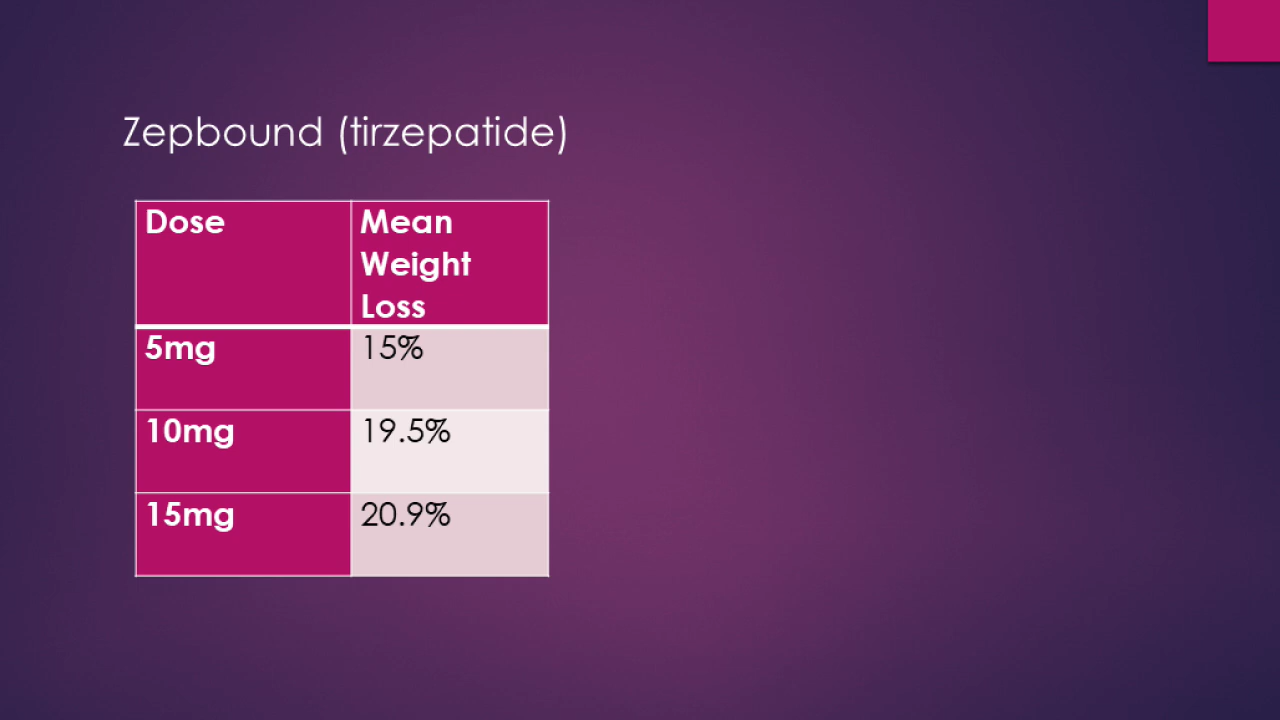 Zepbound (tirzepatide)
Dose
Mean
Weight
Loss
5mg
15%
10mg
19.5%
15mg
20.9%